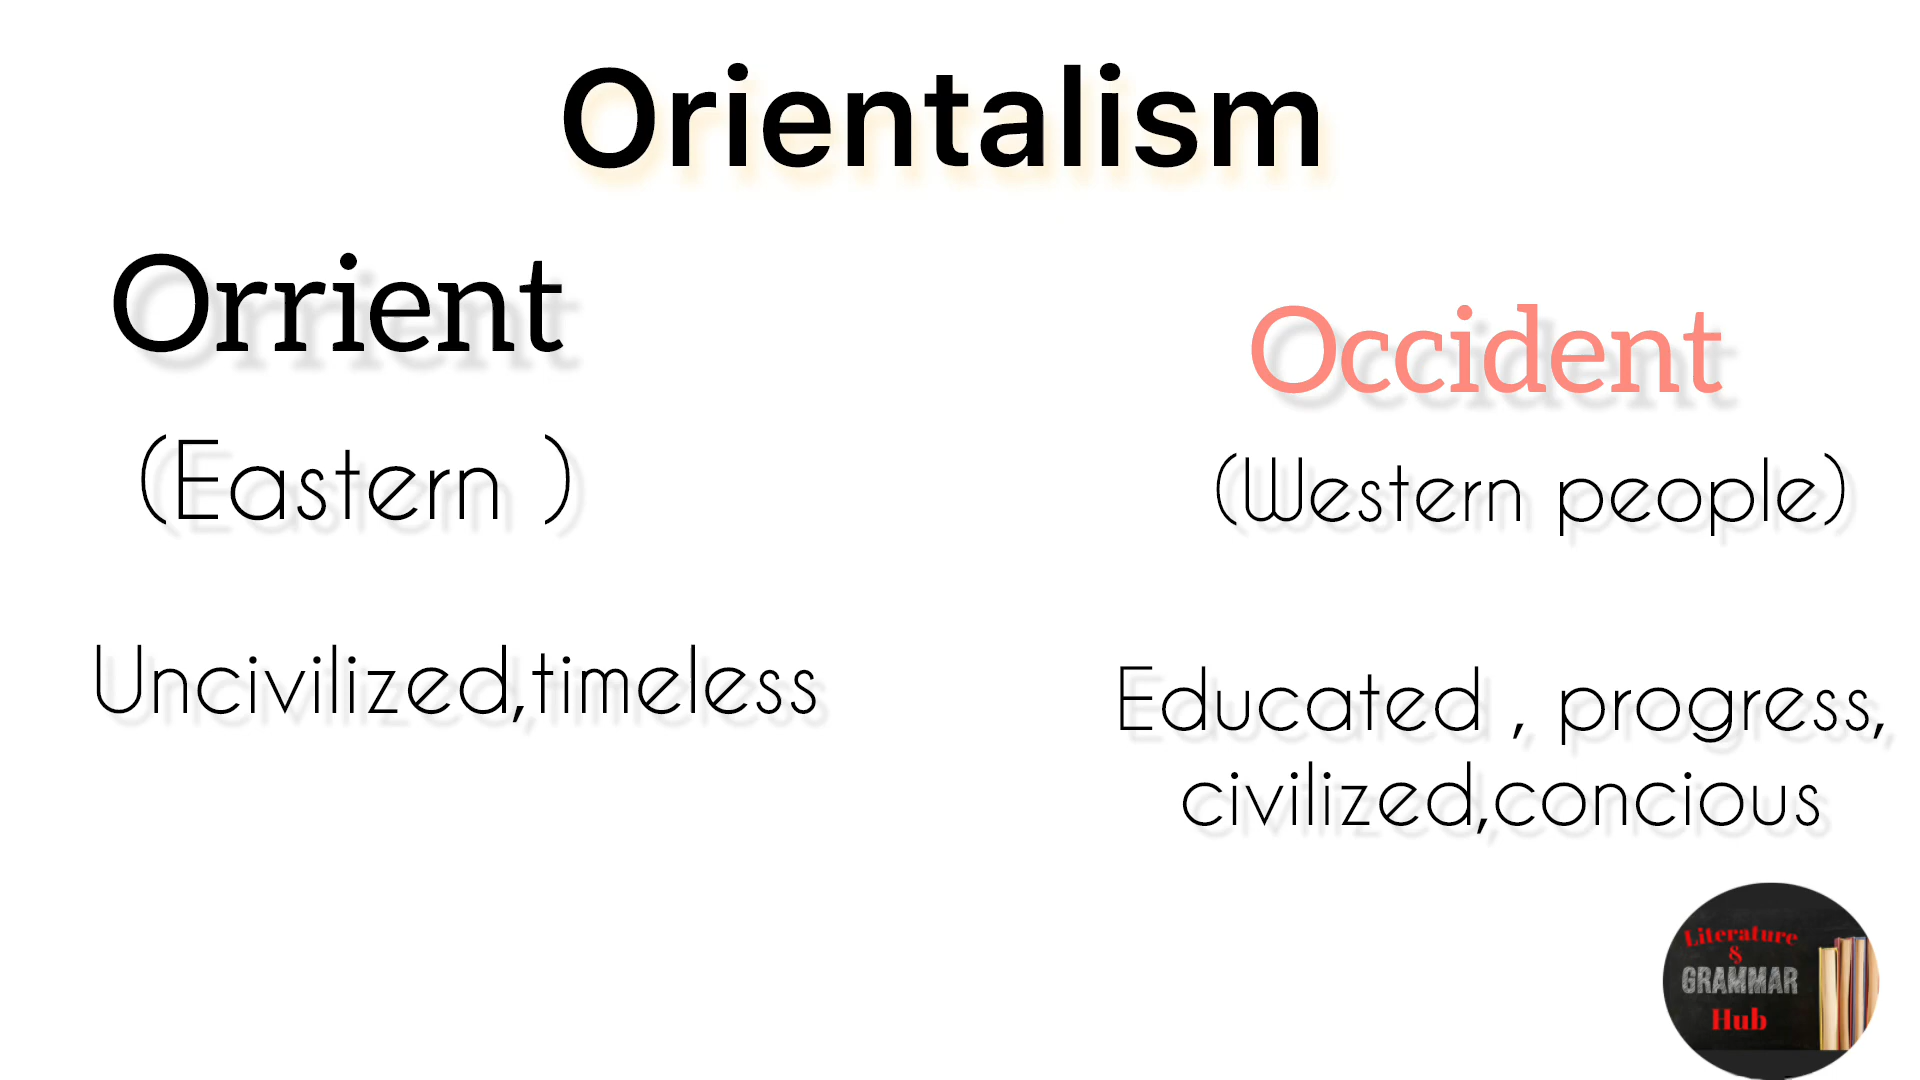 Orientalism
Orrient
Occident
(Eastern )
(Western people)
Uncivilized,timeless
Educated , progress,
civilized,concious
Literature
&
GRAMMAR
Hub